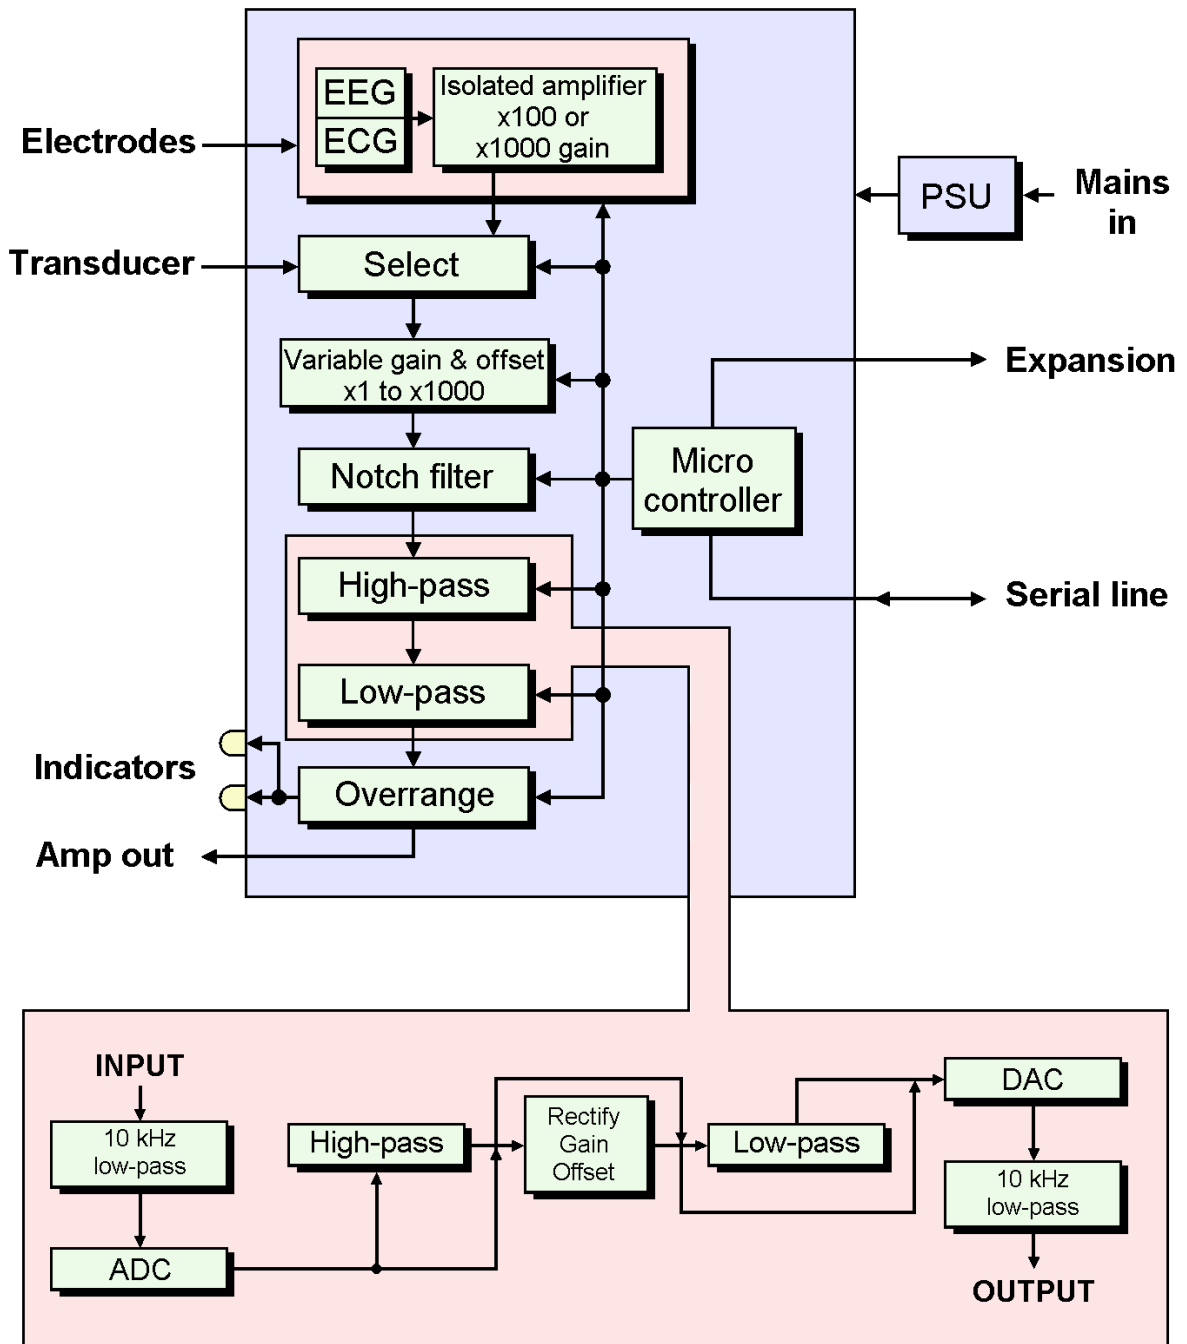 EEG
ECG
Isolated amplifier
x100 or
x1000 gain
Electrodes
PSU
Mains
in
Transducer
Select
Variable gain & offset
x1 to x1000
Expansion
Notch filter
Micro
controller
High-pass
Serial line
Low-pass
Indicators
Overrange
Amp out
INPUT
10 kHz
low-pass
ADC
High-pass
Rectify
Gain
Offset
Low-pass
DAC
10 kHz
low-pass
OUTPUT